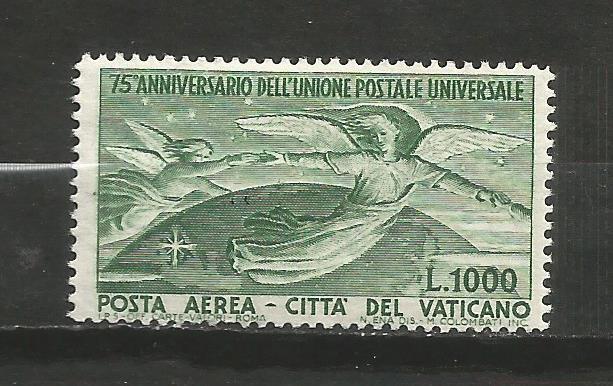 75° ANNIVERSARIO DELL'UNIONE POSTALE UNIVERSALE
L.1000
POSTA AEREA - CITTA' DEL VATICANO
I.P.S.-OFF. CARTE-VALORI-ROMA N. ENA DIS. - M. COLOMBATI INC.